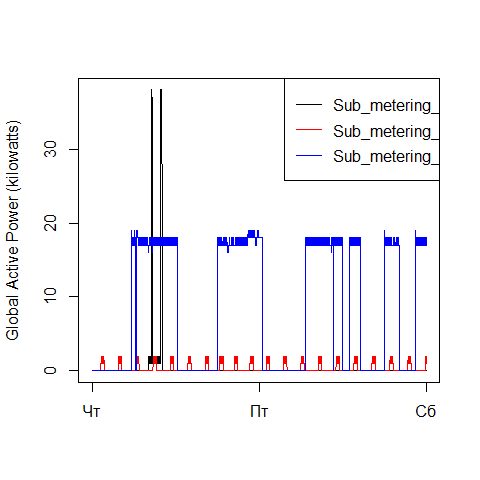 Sub_metering_
Sub_metering_
Sub_metering_
Global Active Power (kilowatts)
30
20
10
0
Чт
Пт
Сб